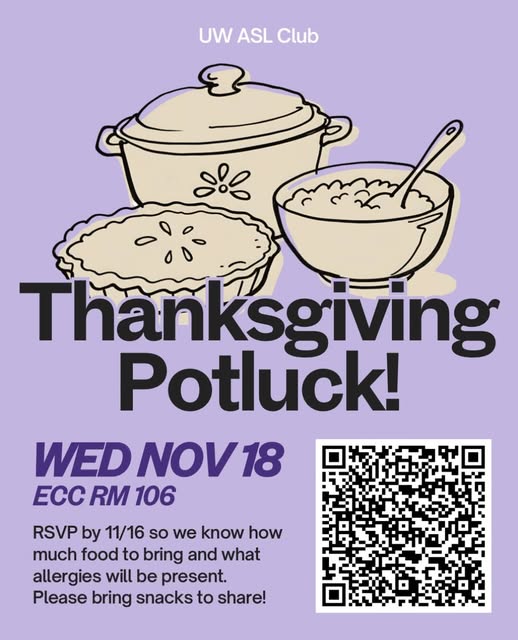 UW ASL Club
Thanksgiving
Potluck!
WED NOV 18
ECC RM 106
RSVP by 11/16 so we know how
much food to bring and what
allergies will be present.
Please bring snacks to share!